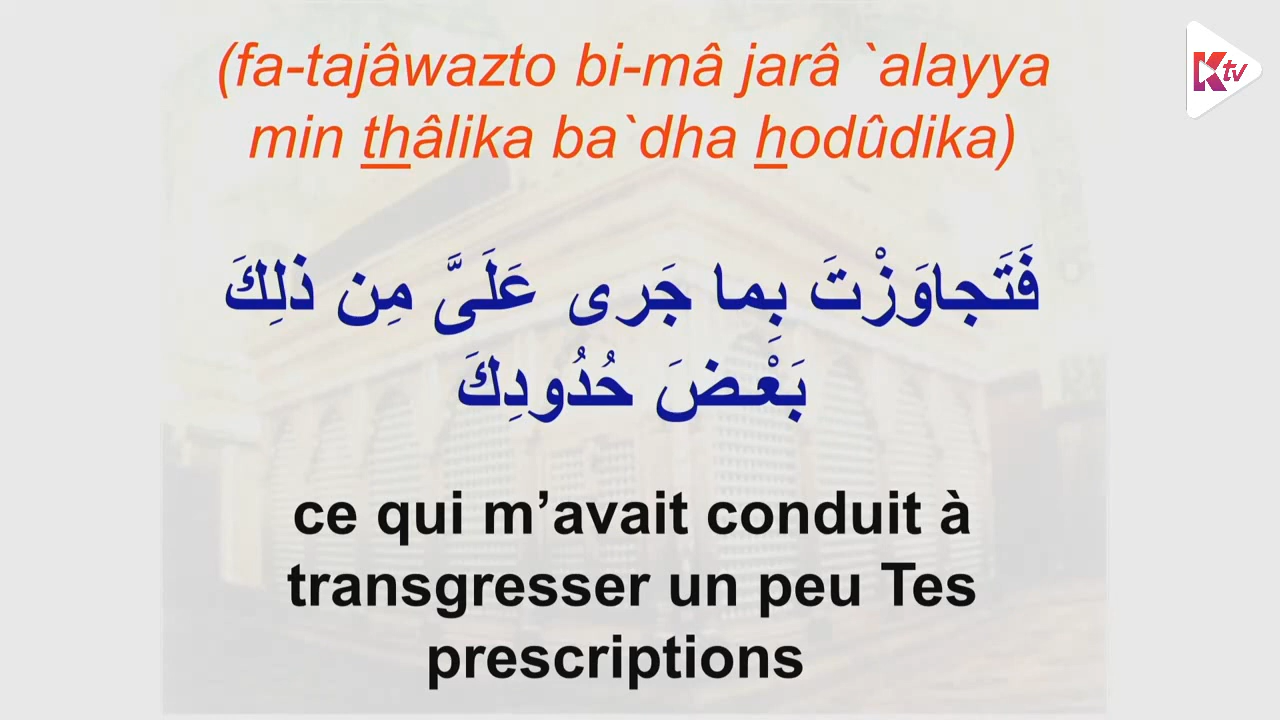 (fa-tajâwazto bi-mâ jarâ `alayya
min thâlika ba`dha hodûdika)
فَتَجاوَزْتَ بِما جَرى عَلَىَّ مِن ذلِكَ
بَعْضَ حُدُودِكَ
ce qui m’avait conduit à
transgresser un peu Tes
prescriptions
Ktv